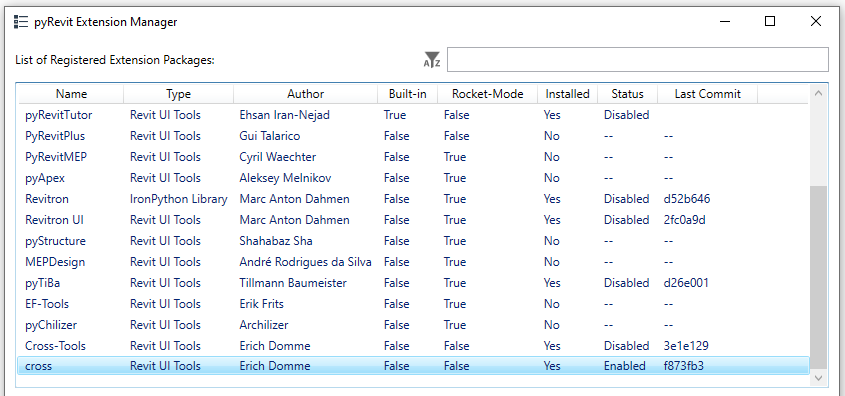 pyRevit Extension Manager
List of Registered Extension Packages:
A Z
Name Type Author Built-in Rocket-Mode Installed Status Last Commit
pyRevitTutor Revit UI Tools Ehsan Iran-Nejad True False Yes Disabled
PyRevitPlus Revit UI Tools Gui Talarico False False No -- --
PyRevitMEP Revit UI Tools Cyril Waechter False True No -- --
pyApex Revit UI Tools Aleksey Melnikov False True No -- --
Revitron IronPython Library Marc Anton Dahmen False True Yes Disabled d52b646
Revitron UI Revit UI Tools Marc Anton Dahmen False True Yes Disabled 2fc0a9d
pyStructure Revit UI Tools Shahabaz Sha False True No -- --
MEPDesign Revit UI Tools André Rodrigues da Silva False True No -- --
pyTiBa Revit UI Tools Tillmann Baumeister False True Yes Disabled d26e001
EF-Tools Revit UI Tools Erik Frits False True No -- --
pyChilizer Revit UI Tools Archilizer False True No -- --
Cross-Tools Revit UI Tools Erich Domme False False Yes Disabled 3e1e129
cross Revit UI Tools Erich Domme False False Yes Enabled f873fb3